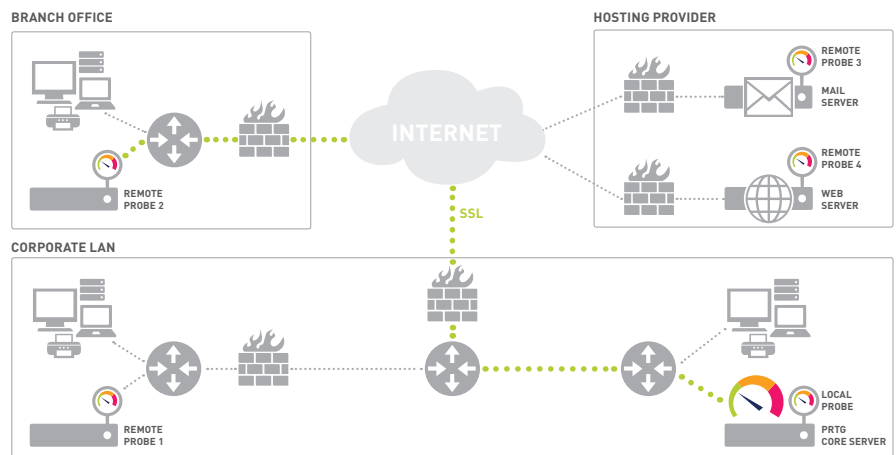 BRANCH OFFICE
REMOTE
PROBE 2
INTERNET
SSL
HOSTING PROVIDER
REMOTE
PROBE 3
MAIL
SERVER
REMOTE
PROBE 4
WEB
SERVER
CORPORATE LAN
REMOTE
PROBE 1
LOCAL
PROBE
PRTG
CORE SERVER